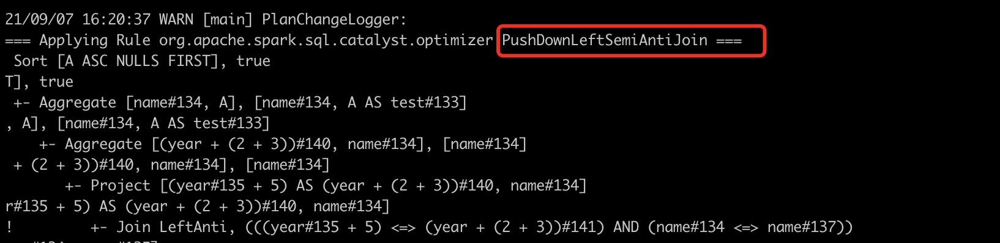 21/09/07 16:20:37 WARN [main] PlanChangeLogger:
=== Applying Rule org.apache.spark.sql.catalyst.optimizer PushDownLeftSemiAntiJoin ===
Sort [A ASC NULLS FIRST], true
T], true
+- Aggregate [name#134, A], [name#134, A AS test#133]
, A], [name#134, A AS test#133]
+- Aggregate [(year + (2 + 3))#140, name#134], [name#134]
+ (2 + 3))#140, name#134], [name#134]
+- Project [(year#135 + 5) AS (year + (2 + 3))#140, name#134]
r#135 + 5) AS (year + (2 + 3))#140, name#134]
! +- Join LeftAnti, (((year#135 + 5) <=> (year + (2 + 3))#141) AND (name#134 <=> name#137))